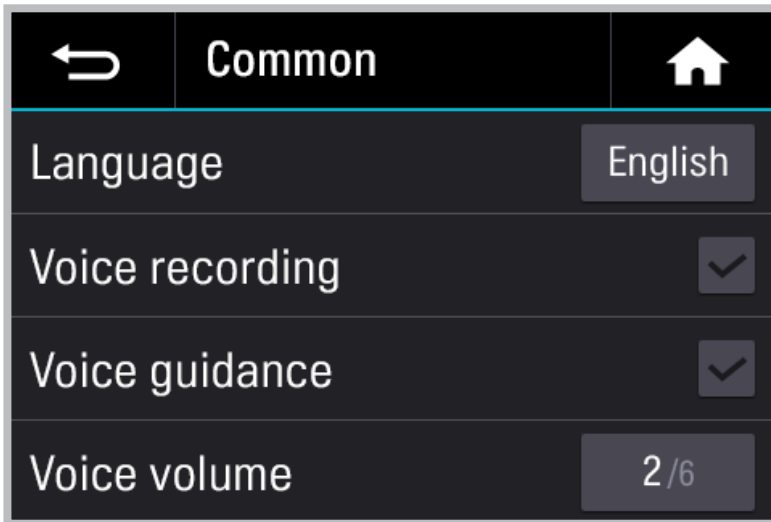 Common
Language English
Voice recording
Voice guidance
Voice volume 2/6